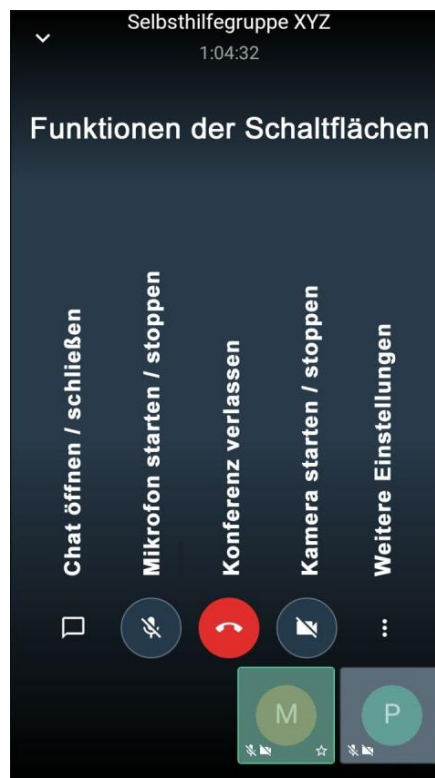 Selbsthilfegruppe XYZ
1:04:32
Funktionen der Schaltflächen
Chat öffnen / schließen
Mikrofon starten / stoppen
Konferenz verlassen
Kamera starten / stoppen
Weitere Einstellungen
M
P